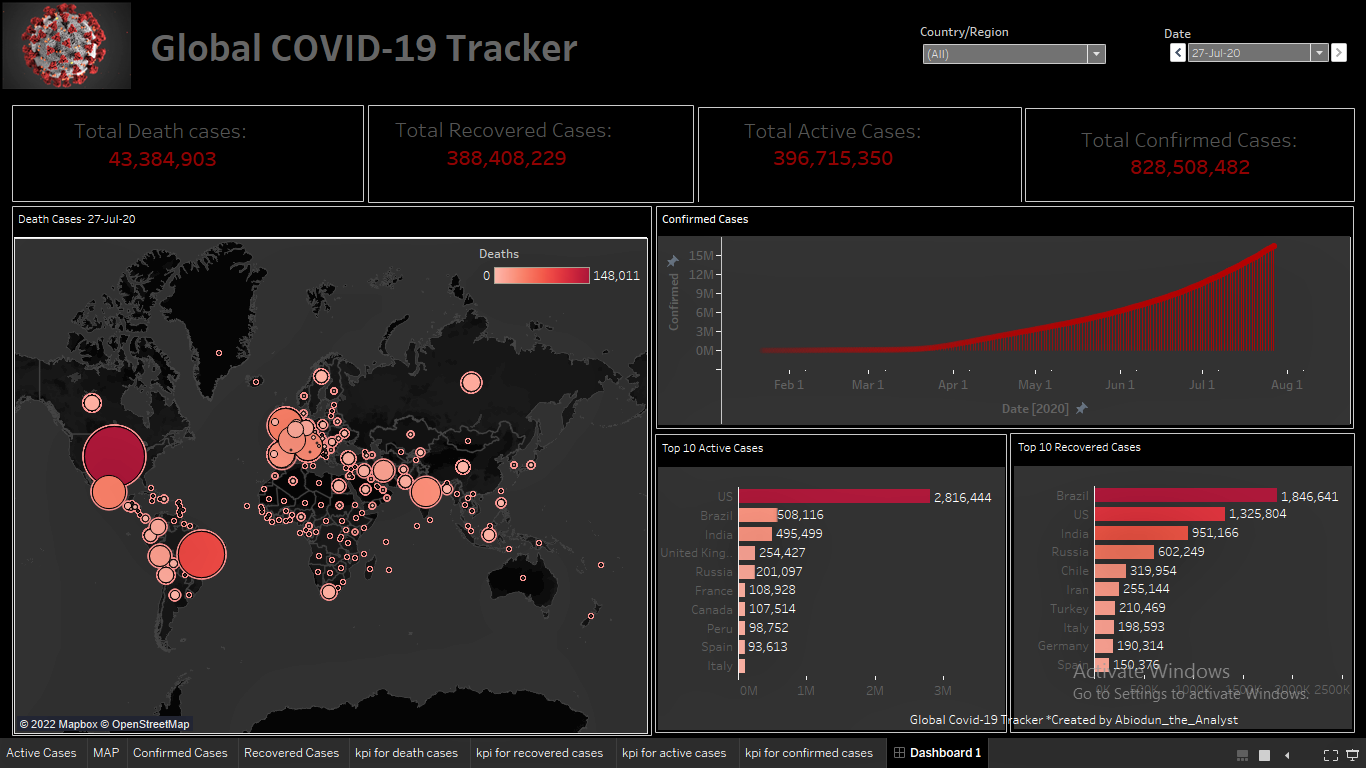 Global COVID-19 Tracker
Country/Region
(All)
Date
27-Jul-20
Total Death cases:
43,384,903
Total Recovered Cases:
388,408,229
Total Active Cases:
396,715,350
Total Confirmed Cases:
828,508,482
Death Cases- 27-Jul-20
Deaths
0 148,011
© 2022 Mapbox © OpenStreetMap
Confirmed Cases
Confirmed
15M
12M
9M
6M
3M
0M
Feb 1 Mar 1 Apr 1 May 1 Jun 1 Jul 1 Aug 1
Date [2020]
Top 10 Active Cases
US 2,816,444
Brazil 508,116
India 495,499
United King.. 254,427
Russia 201,097
France 108,928
Canada 107,514
Peru 98,752
Spain 93,613
Italy
0M 1M 2M 3M
Top 10 Recovered Cases
Brazil 1,846,641
US 1,325,804
India 951,166
Russia 602,249
Chile 319,954
Iran 255,144
Turkey 210,469
Italy 198,593
Germany 190,314
Spain 150,376
0K 500K 1000K 1500K 2000K 2500K
Activate Windows
Go to Settings to activate Windows.
Global Covid-19 Tracker *Created by Abiodun_the_Analyst
Active Cases MAP Confirmed Cases Recovered Cases kpi for death cases kpi for recovered cases kpi for active cases kpi for confirmed cases Dashboard 1